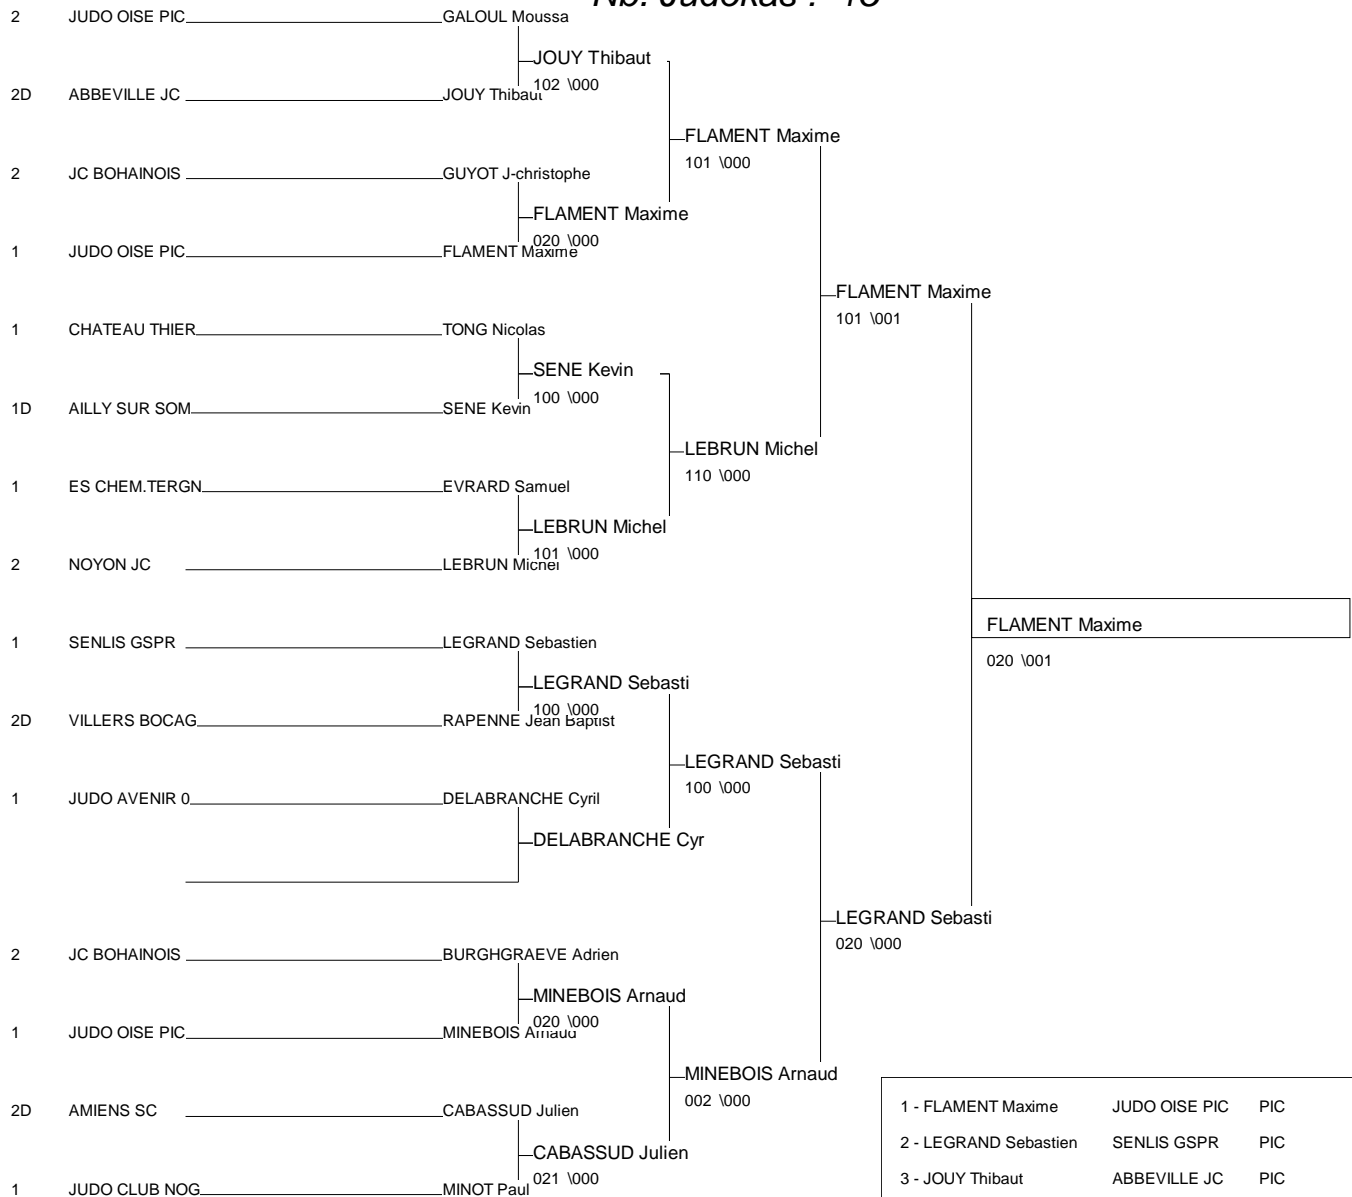 2 JUDO OISE PIC GALOUL Moussa
JOUY Thibaut
102 \000
2D ABBEVILLE JC JOUY Thibaut
FLAMENT Maxime
101 \000
2 JC BOHAINOIS GUYOT J-christophe
FLAMENT Maxime
020 \000
1 JUDO OISE PIC FLAMENT Maxime
FLAMENT Maxime
101 \001
1 CHATEAU THIER TONG Nicolas
SENE Kevin
100 \000
1D AILLY SUR SOM SENE Kevin
LEBRUN Michel
110 \000
1 ES CHEM.TERGN EVRARD Samuel
LEBRUN Michel
101 \000
2 NOYON JC LEBRUN Michel
FLAMENT Maxime
020 \001
1 SENLIS GSPR LEGRAND Sebastien
LEGRAND Sebasti
100 \000
2D VILLERS BOCAG RAPENNE Jean Baptist
LEGRAND Sebasti
100 \000
1 JUDO AVENIR 0 DELABRANCHE Cyril
DELABRANCHE Cyr
LEGRAND Sebasti
020 \000
2 JC BOHAINOIS BURGHGRAEVE Adrien
MINEBOIS Arnaud
020 \000
1 JUDO OISE PIC MINEBOIS Arnaud
MINEBOIS Arnaud
002 \000
2D AMIENS SC CABASSUD Julien
CABASSUD Julien
021 \000
1 JUDO CLUB NOG MINOT Paul
1 - FLAMENT Maxime JUDO OISE PIC PIC
2 - LEGRAND Sebastien SENLIS GSPR PIC
3 - JOUY Thibaut ABBEVILLE JC PIC